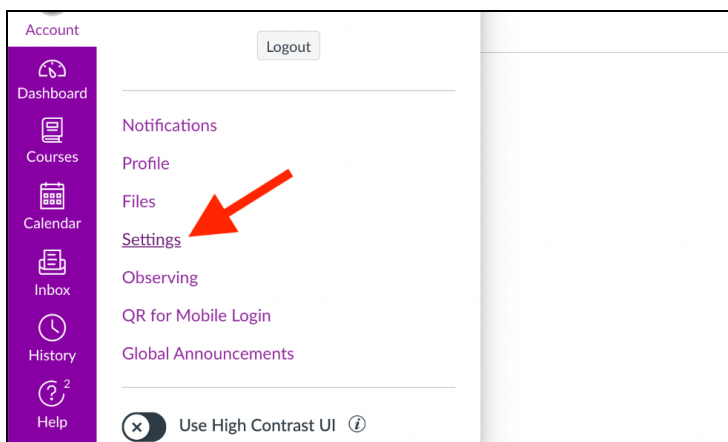 Account
Dashboard
Courses
Calendar
Inbox
History
2
Help
Logout
Notifications
Profile
Files
Settings
Observing
QR for Mobile Login
Global Announcements
Use High Contrast UI i